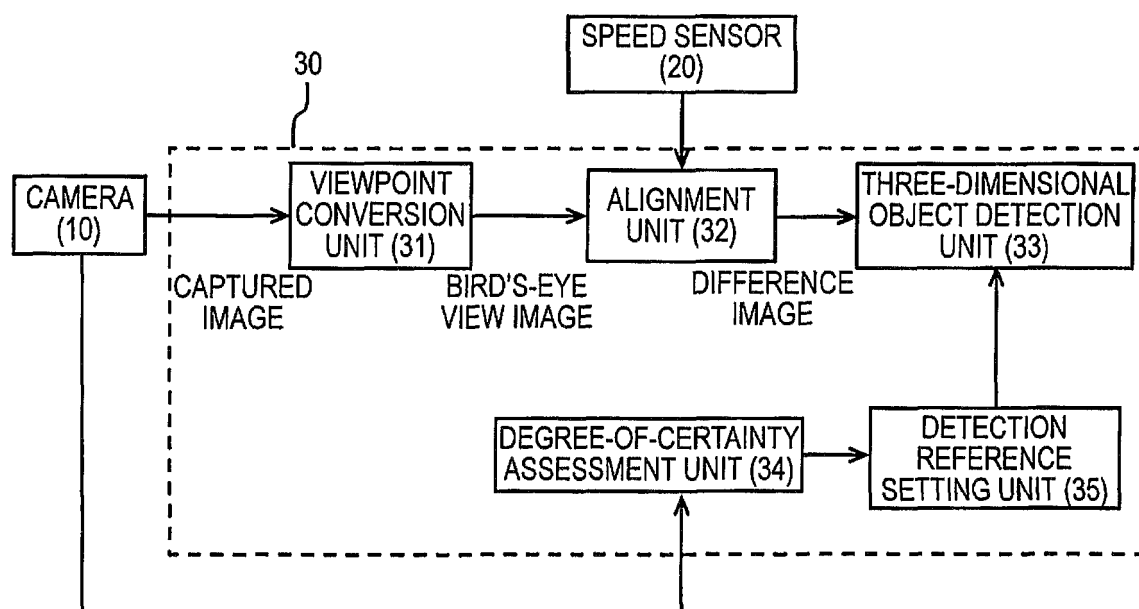 SPEED SENSOR
(20)
30
CAMERA
(10)
VIEWPOINT
CONVERSION
UNIT (31)
ALIGNMENT
UNIT (32)
THREE-DIMENSIONAL
OBJECT DETECTION
UNIT (33)
CAPTURED
IMAGE
BIRD'S-EYE
VIEW IMAGE
DIFFERENCE
IMAGE
DEGREE-OF-CERTAINTY
ASSESSMENT UNIT (34)
DETECTION
REFERENCE
SETTING UNIT (35)